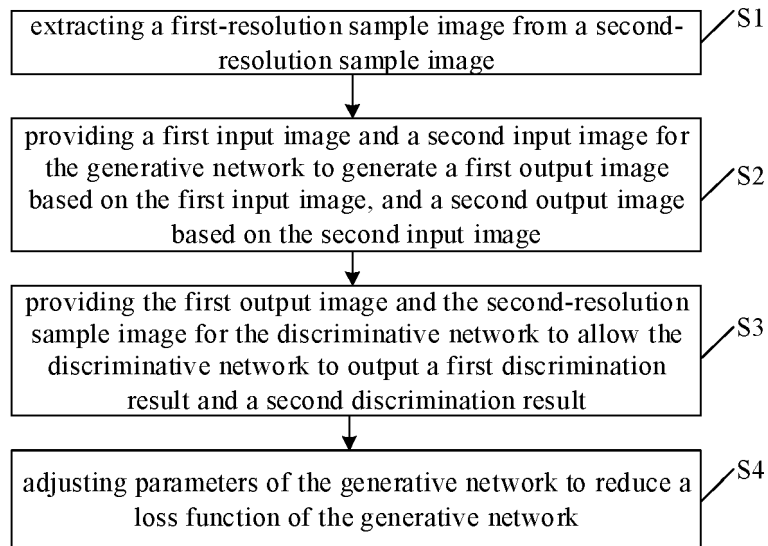 extracting a first-resolution sample image from a second-
resolution sample image
S1
providing a first input image and a second input image for
the generative network to generate a first output image
based on the first input image, and a second output image
based on the second input image
S2
providing the first output image and the second-resolution
sample image for the discriminative network to allow the
discriminative network to output a first discrimination
result and a second discrimination result
S3
adjusting parameters of the generative network to reduce a
loss function of the generative network
S4